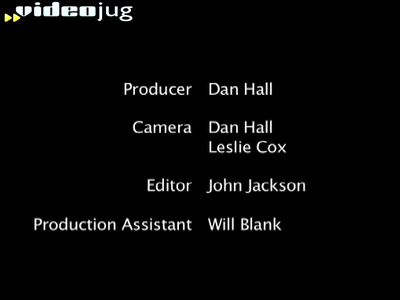 videojug
Producer Dan Hall
Camera Dan Hall
Leslie Cox
Editor John Jackson
Production Assistant Will Blank